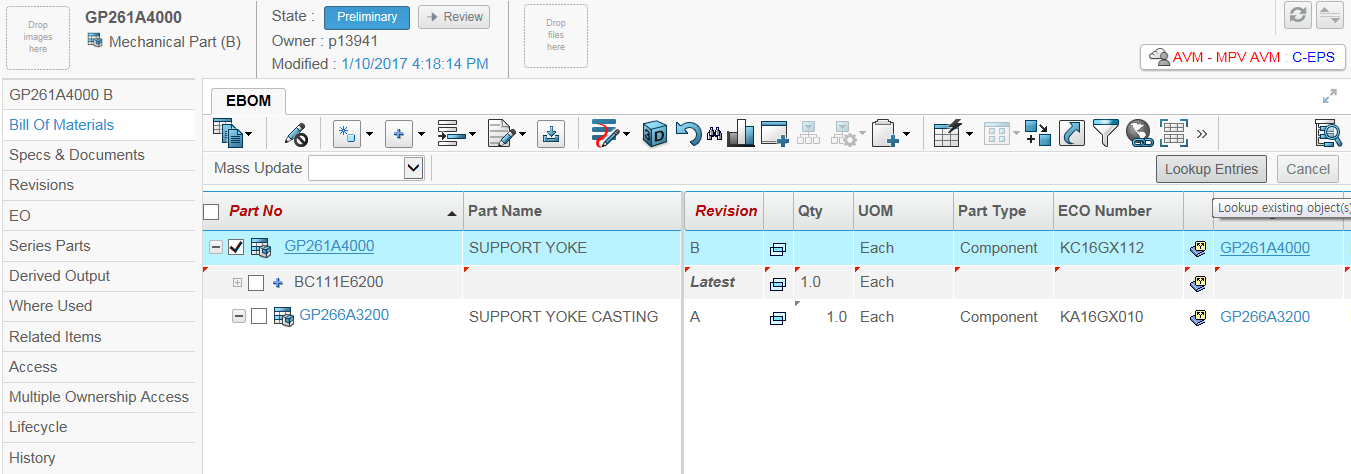 Drop
images
here
GP261A4000
Mechanical Part (B)
State : Preliminary Review
Owner : p13941
Modified : 1/10/2017 4:18:14 PM
Drop
files
here
AVM - MPV AVM : C-EPS
GP261A4000 B
Bill Of Materials
Specs & Documents
Revisions
EO
Series Parts
Derived Output
Where Used
Related Items
Access
Multiple Ownership Access
Lifecycle
History
EBOM
3D
»
Mass Update
Lookup Entries Cancel
Part No Part Name Revision Qty UOM Part Type ECO Number
Lookup existing object(s)
GP261A4000 SUPPORT YOKE B Each Component KC16GX112 GP261A4000
BC111E6200 Latest 1.0 Each
GP266A3200 SUPPORT YOKE CASTING A 1.0 Each Component KA16GX010 GP266A3200